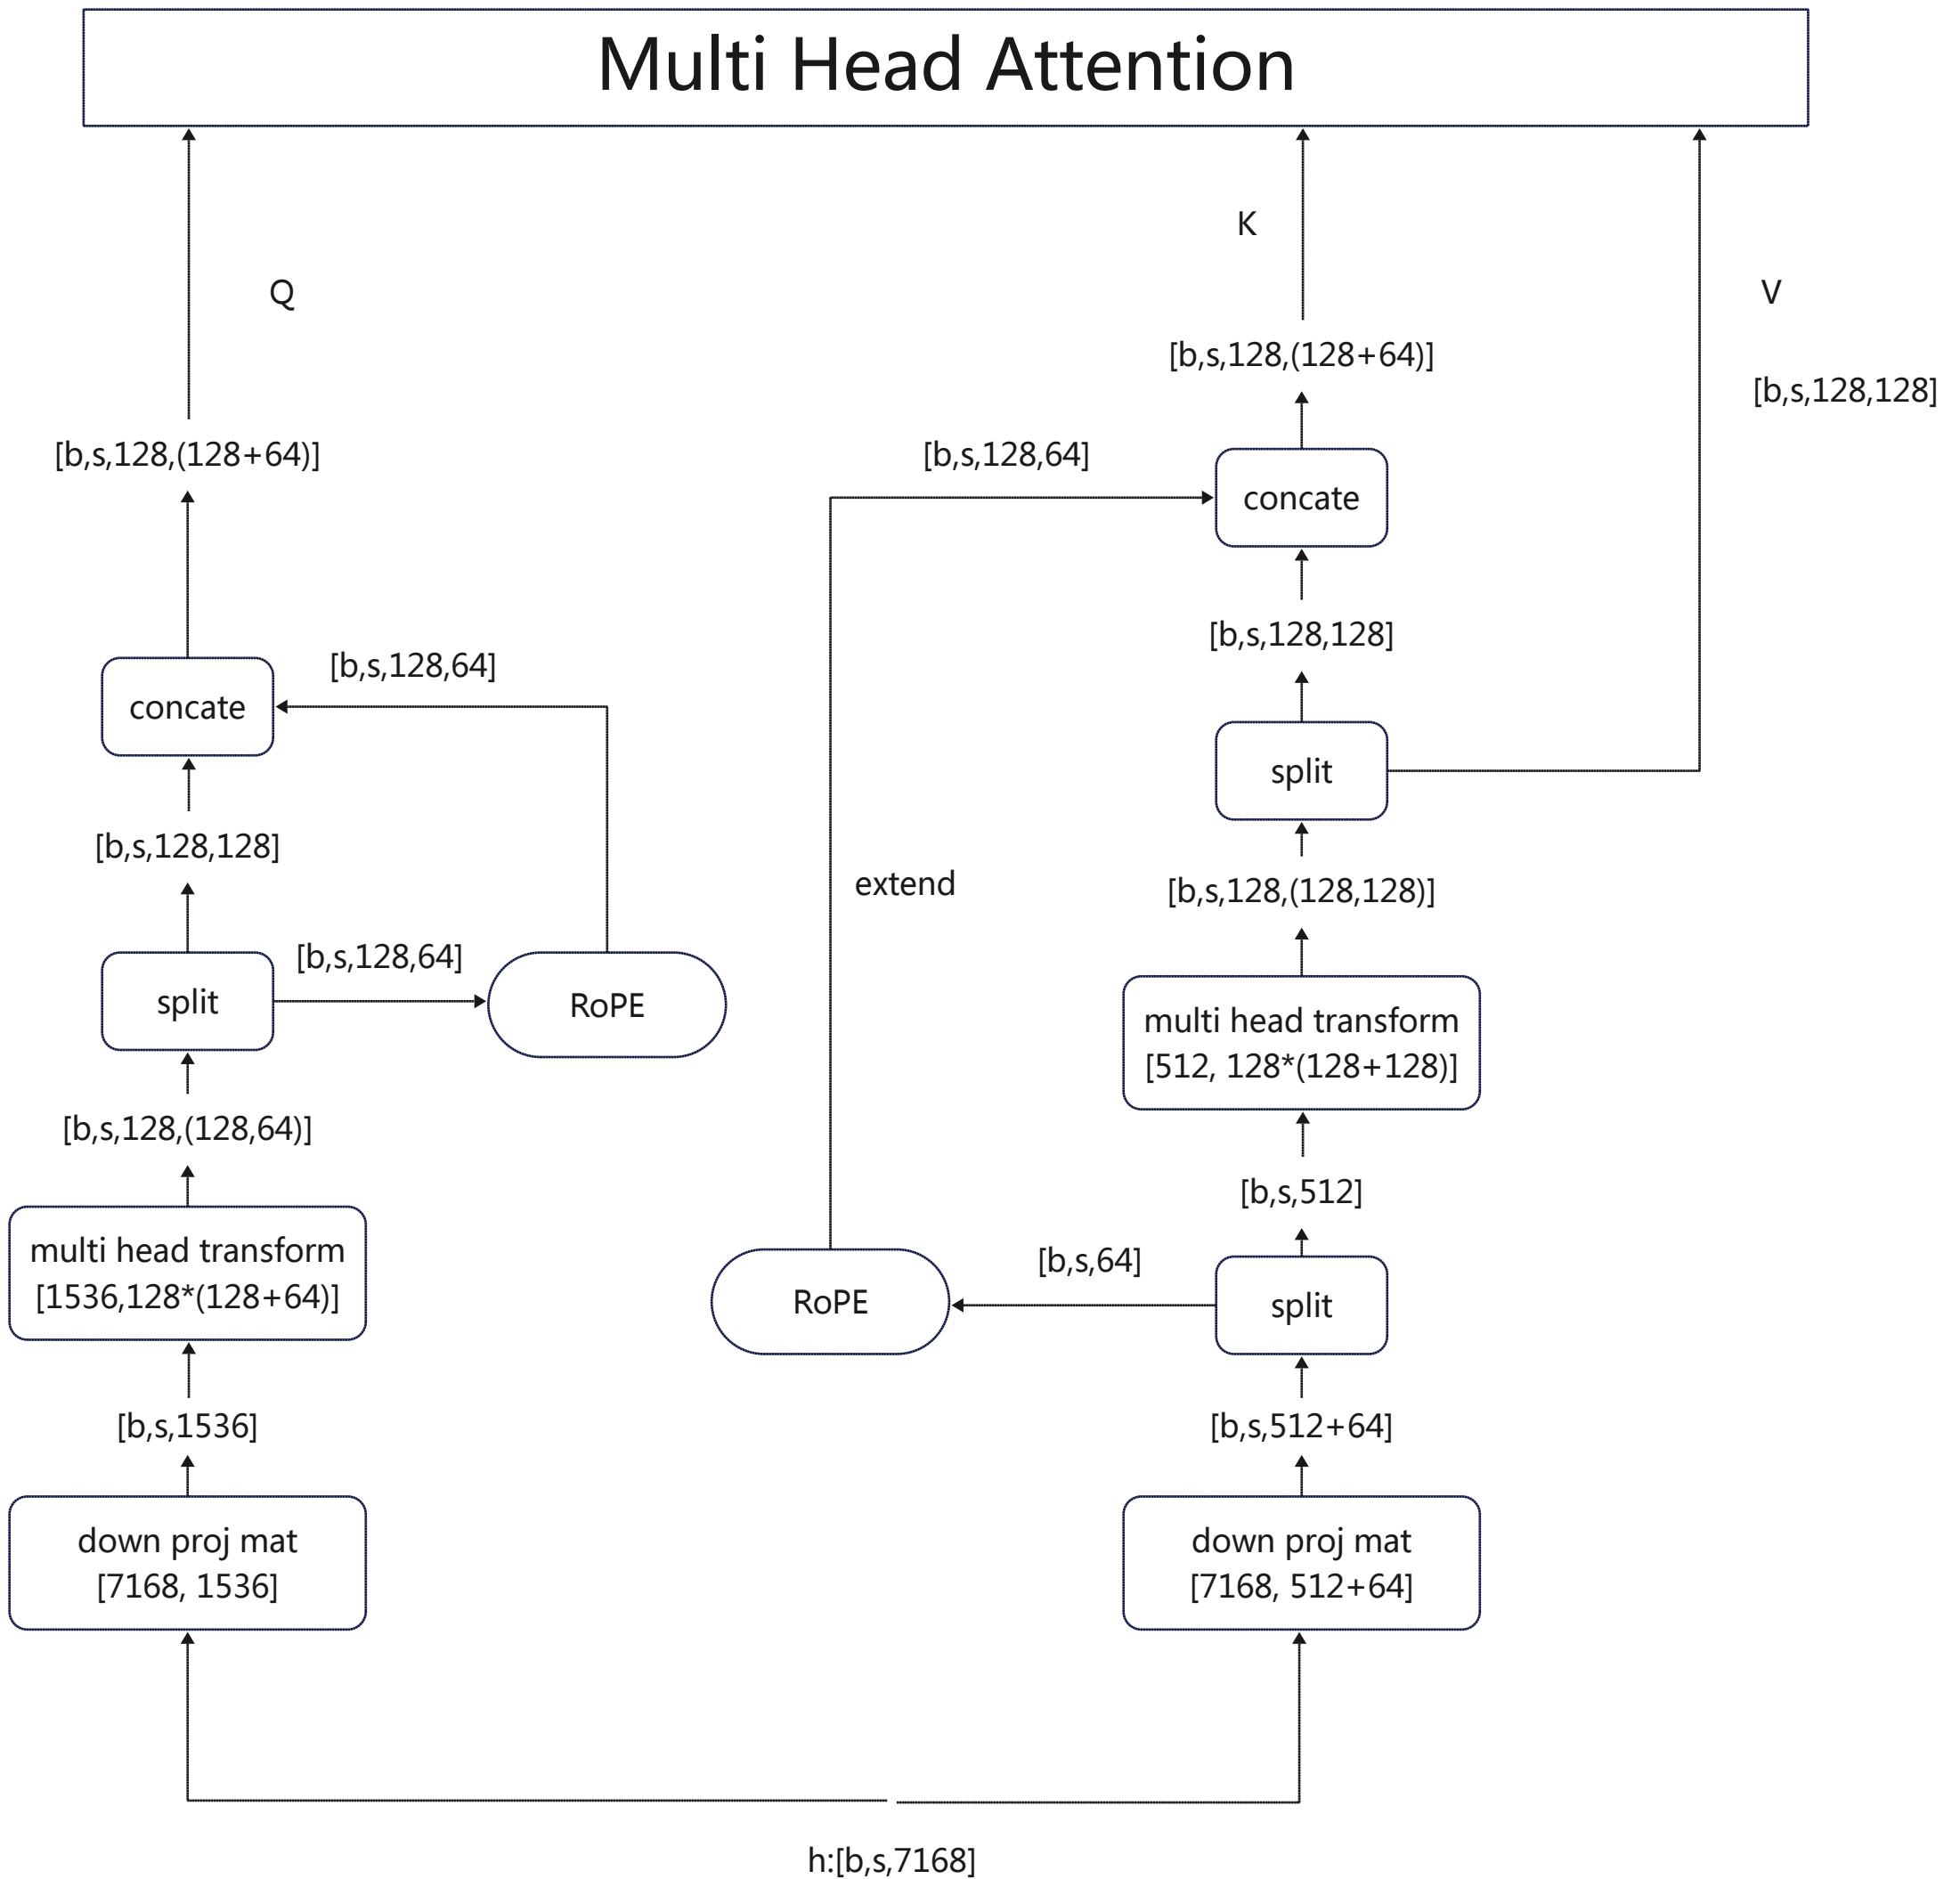 Multi Head Attention
Q
K
V
[b,s,128,(128+64)]
[b,s,128,128]
[b,s,128,(128+64)]
[b,s,128,64]
concate
[b,s,128,128]
concate
[b,s,128,64]
split
[b,s,128,128]
extend
[b,s,128,(128,128)]
split
[b,s,128,64]
RoPE
multi head transform
[512, 128*(128+128)]
[b,s,128,(128,64)]
[b,s,512]
multi head transform
[1536,128*(128+64)]
RoPE
[b,s,64]
split
[b,s,1536]
[b,s,512+64]
down proj mat
[7168, 1536]
down proj mat
[7168, 512+64]
h:[b,s,7168]